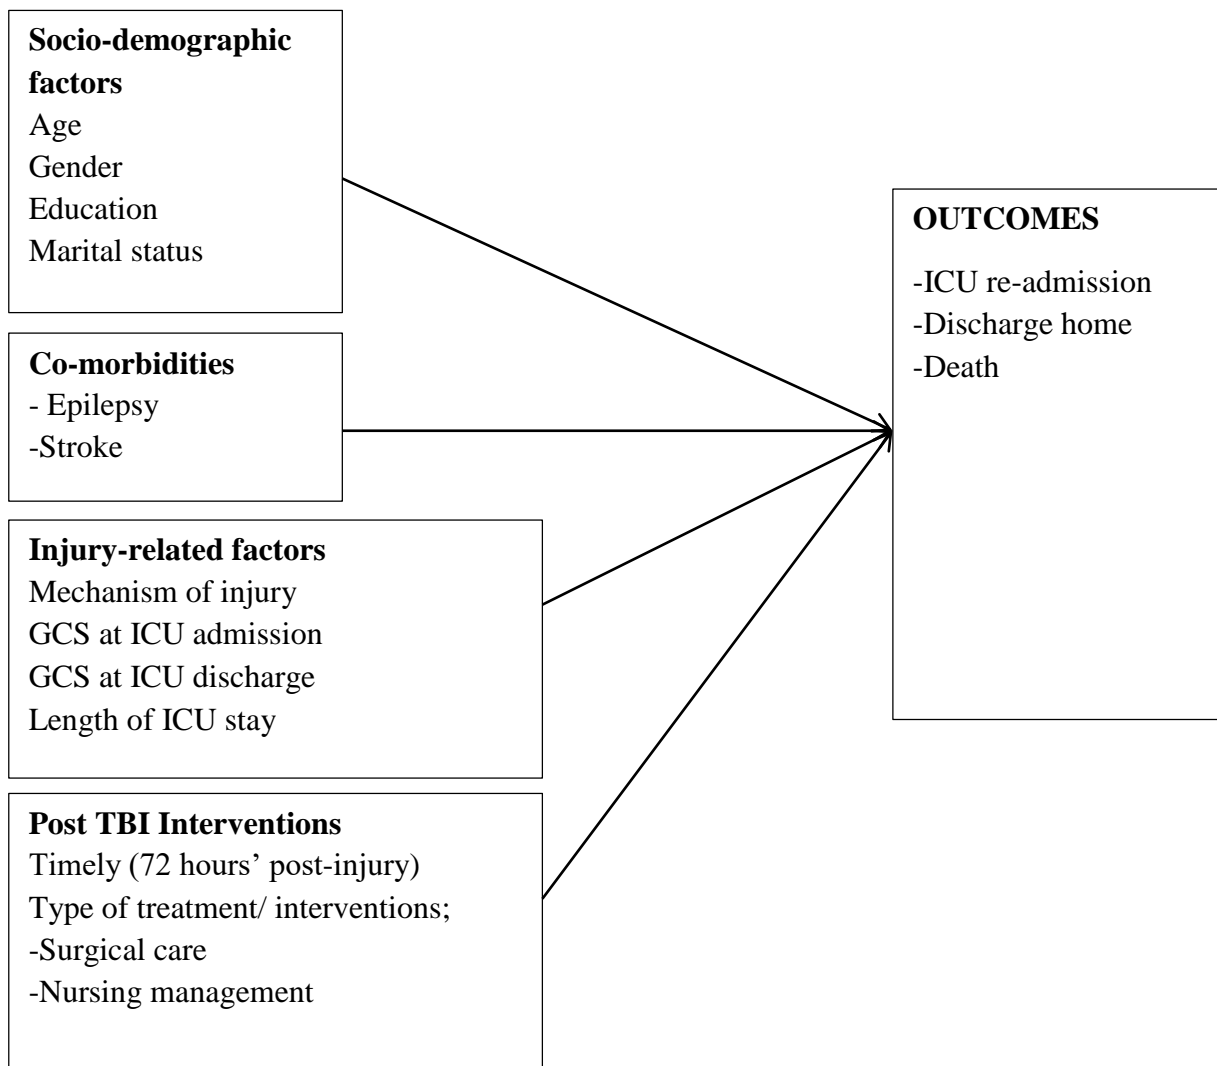 Socio-demographic
factors
Age
Gender
Education
Marital status
Co-morbidities
- Epilepsy
-Stroke
Injury-related factors
Mechanism of injury
GCS at ICU admission
GCS at ICU discharge
Length of ICU stay
Post TBI Interventions
Timely (72 hours’ post-injury)
Type of treatment/ interventions;
-Surgical care
-Nursing management
OUTCOMES
-ICU re-admission
-Discharge home
-Death